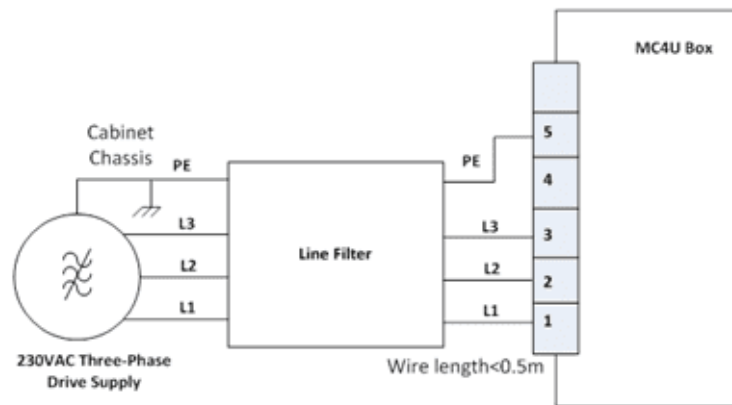 MC4U Box
Cabinet
Chassis
PE
PE
5
4
L3
L3
3
Line Filter
L2
L2
2
L1
L1
1
230VAC Three-Phase
Drive Supply
Wire length<0.5m